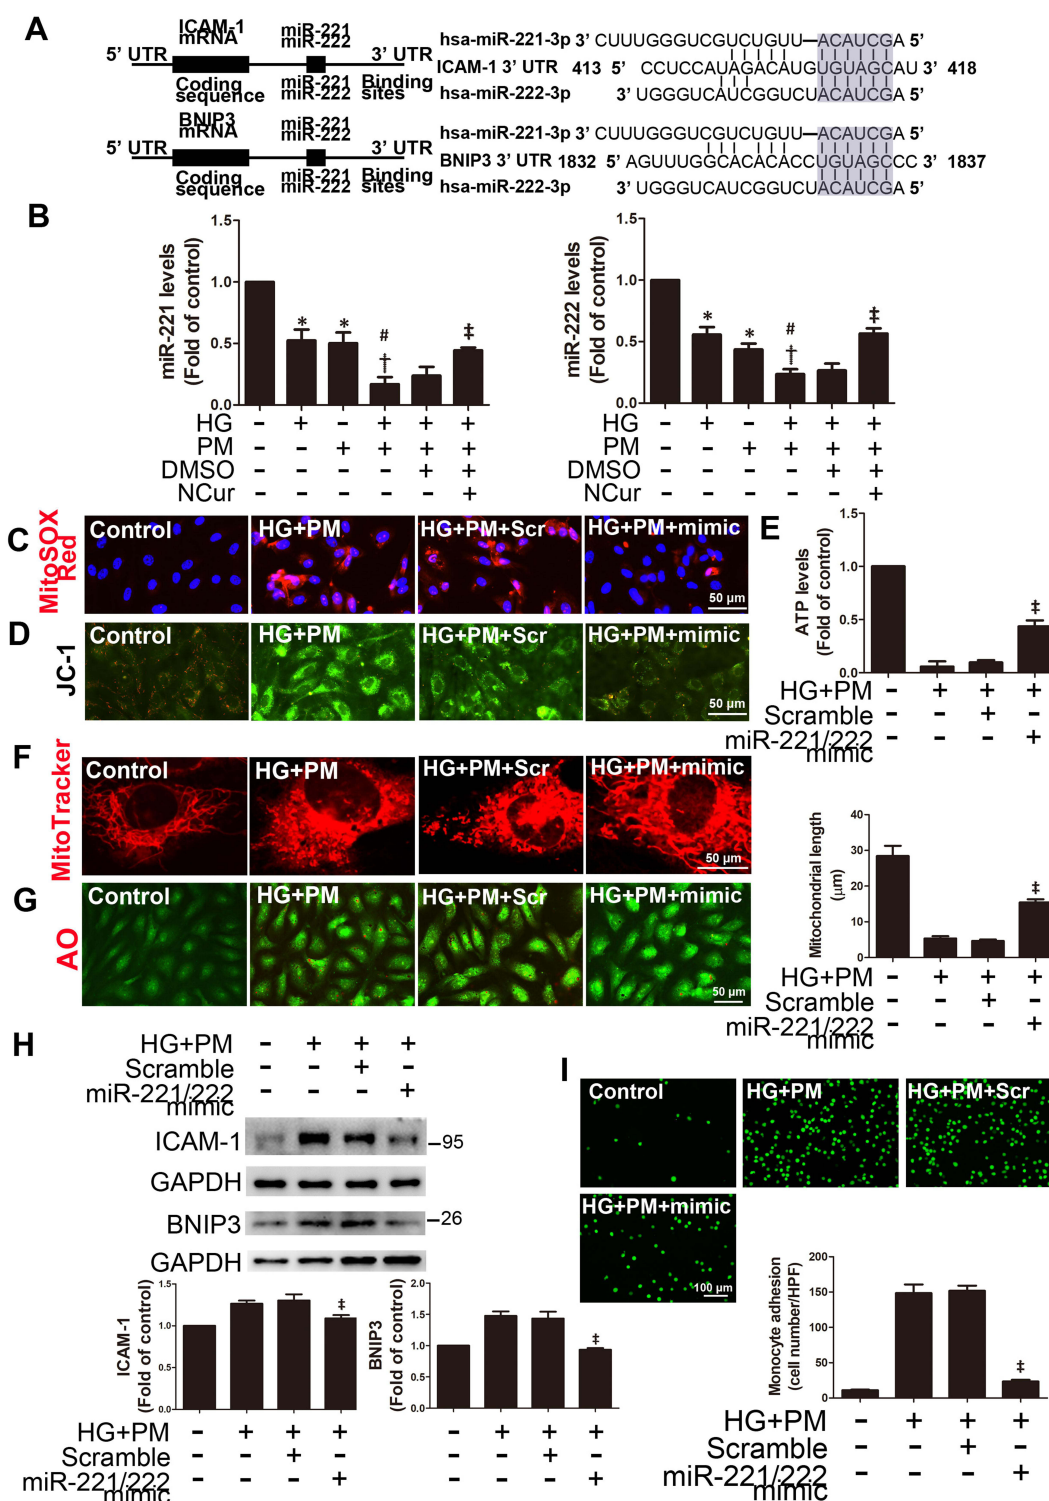 A
ICAM-1
mRNA
miR-221
miR-222
5’ UTR
3’ UTR
Coding
sequence
miR-221
miR-222
Binding
sites
hsa-miR-221-3p 3’ CUUUGGGUCGUCUGUU—ACAUCGA 5’
ICAM-1 3’ UTR 413 5’ CCUCCAUAGACAUGUGUAGCAU 3’ 418
hsa-miR-222-3p 3’ UGGGUCAUCGGUCUACAUCGA 5’
BNIP3
mRNA
miR-221
miR-222
5’ UTR
3’ UTR
Coding
sequence
miR-221
miR-222
Binding
sites
hsa-miR-221-3p 3’ CUUUGGGUCGUCUGUU—ACAUCGA 5’
BNIP3 3’ UTR 1832 5’ AGUUUGGCACACACCUGUAGCCC 3’ 1837
hsa-miR-222-3p 3’ UGGGUCAUCGGUCUACAUCGA 5’
B
miR-221 levels
(Fold of control)
1.5
1.0
0.5
0.0
* * # † ‡
HG - + - + + +
PM - - + + + +
DMSO - - - - + +
NCur - - - - - +
miR-222 levels
(Fold of control)
1.5
1.0
0.5
0.0
* * # † ‡
- + - + + +
- - + + + +
- - - - + +
- - - - - +
C
MitoSOX
Red
Control
HG+PM
HG+PM+Scr
HG+PM+mimic
50 μm
D
JC-1
Control
HG+PM
HG+PM+Scr
HG+PM+mimic
50 μm
E
ATP levels
(Fold of control)
1.5
1.0
0.5
0.0
‡
HG+PM - + + +
Scramble - - + -
miR-221/222
mimic - - - +
F
MitoTracker
Control
HG+PM
HG+PM+Scr
HG+PM+mimic
50 μm
Mitochondrial length
(μm)
40
30
20
10
0
‡
HG+PM - + + +
Scramble - - + -
miR-221/222
mimic - - - +
G
AO
Control
HG+PM
HG+PM+Scr
HG+PM+mimic
50 μm
H
HG+PM - + + +
Scramble - - + -
miR-221/222
mimic - - - +
ICAM-1 –95
GAPDH
BNIP3 –26
GAPDH
ICAM-1
(Fold of control)
1.5
1.0
0.5
0.0
‡
HG+PM - + + +
Scramble - - + -
miR-221/222
mimic - - - +
BNIP3
(Fold of control)
2.0
1.5
1.0
0.5
0.0
‡
- + + +
- - + -
- - - +
I
Control
HG+PM
HG+PM+Scr
HG+PM+mimic
100 μm
Monocyte adhesion
(cell number/HPF)
200
150
100
50
0
‡
HG+PM - + + +
Scramble - - + -
miR-221/222
mimic - - - +